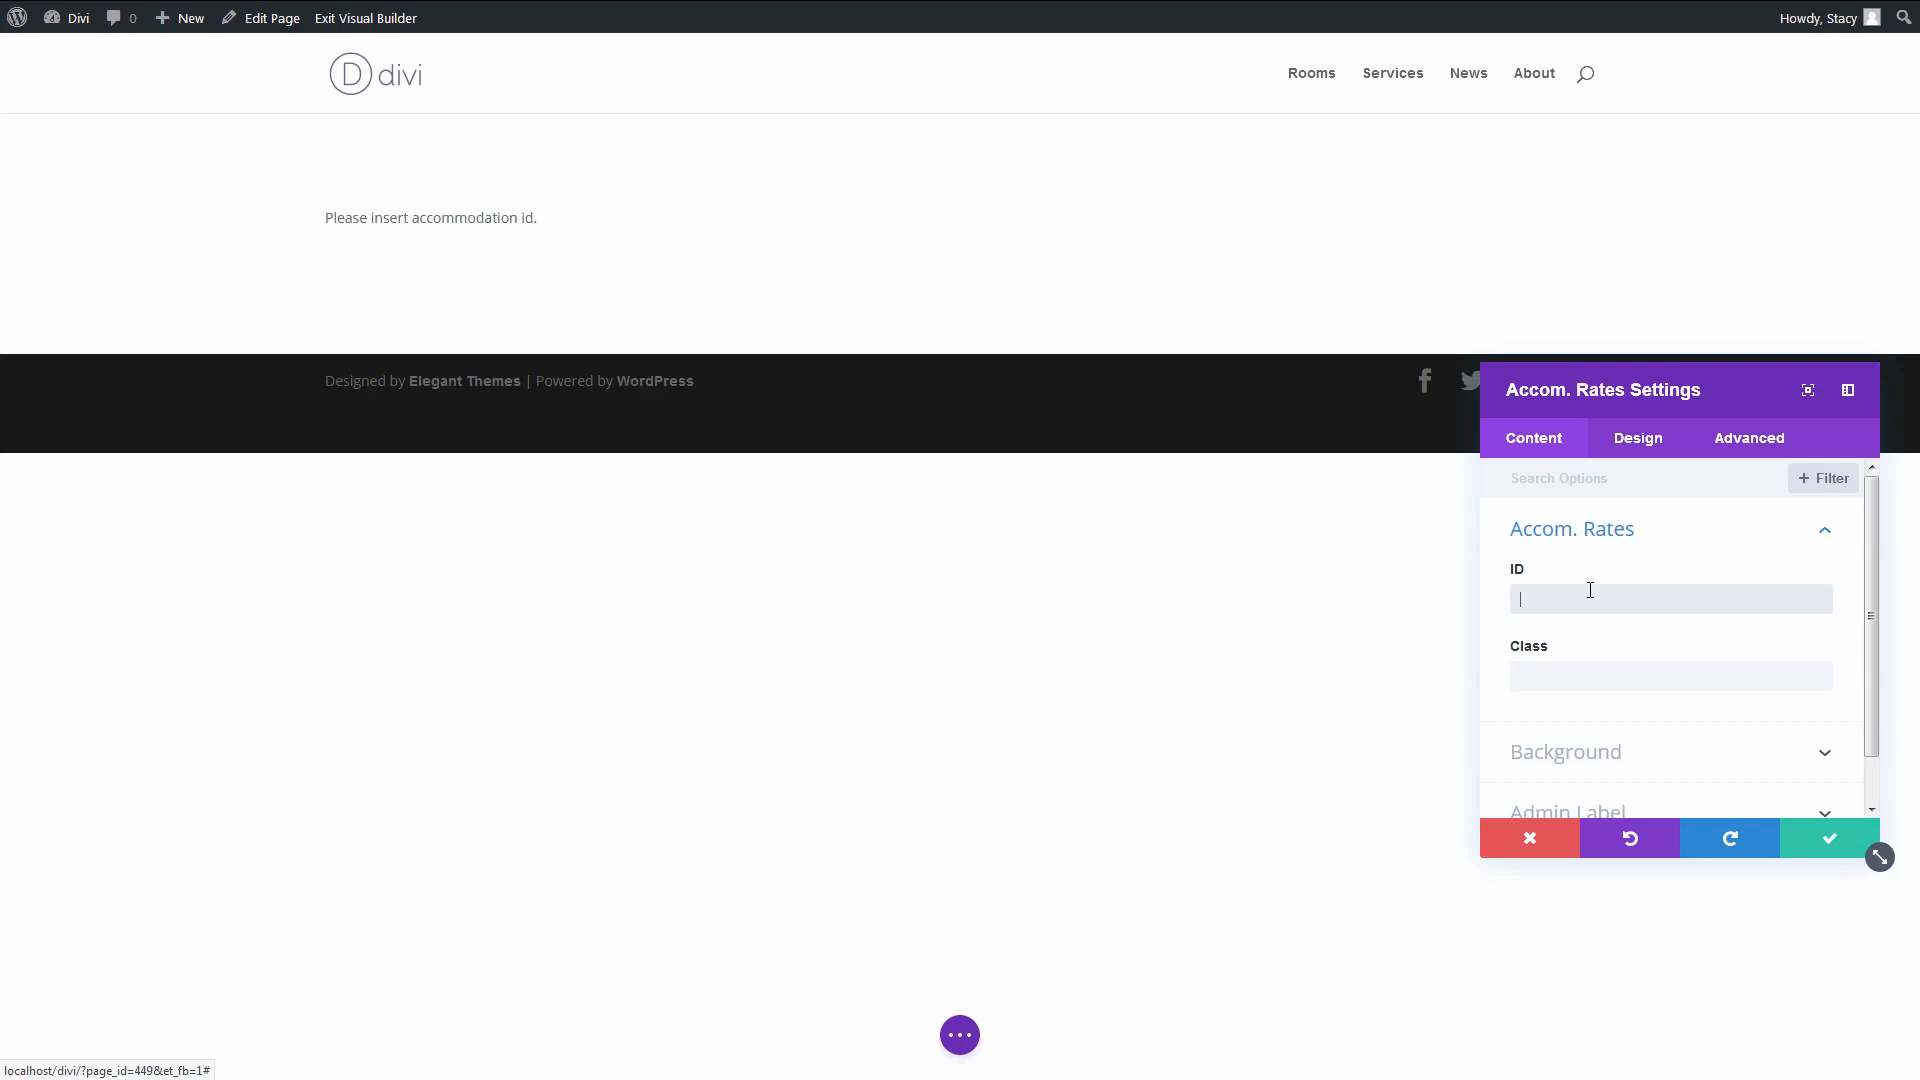 Divi 0 New Edit Page Exit Visual Builder Howdy, Stacy
D divi Rooms Services News About
Please insert accommodation id.
Designed by Elegant Themes | Powered by WordPress
Accom. Rates Settings
Content Design Advanced
Search Options + Filter
Accom. Rates
ID
Class
Background
Admin Label
localhost/divi/?page_id=449&et_fb=1#